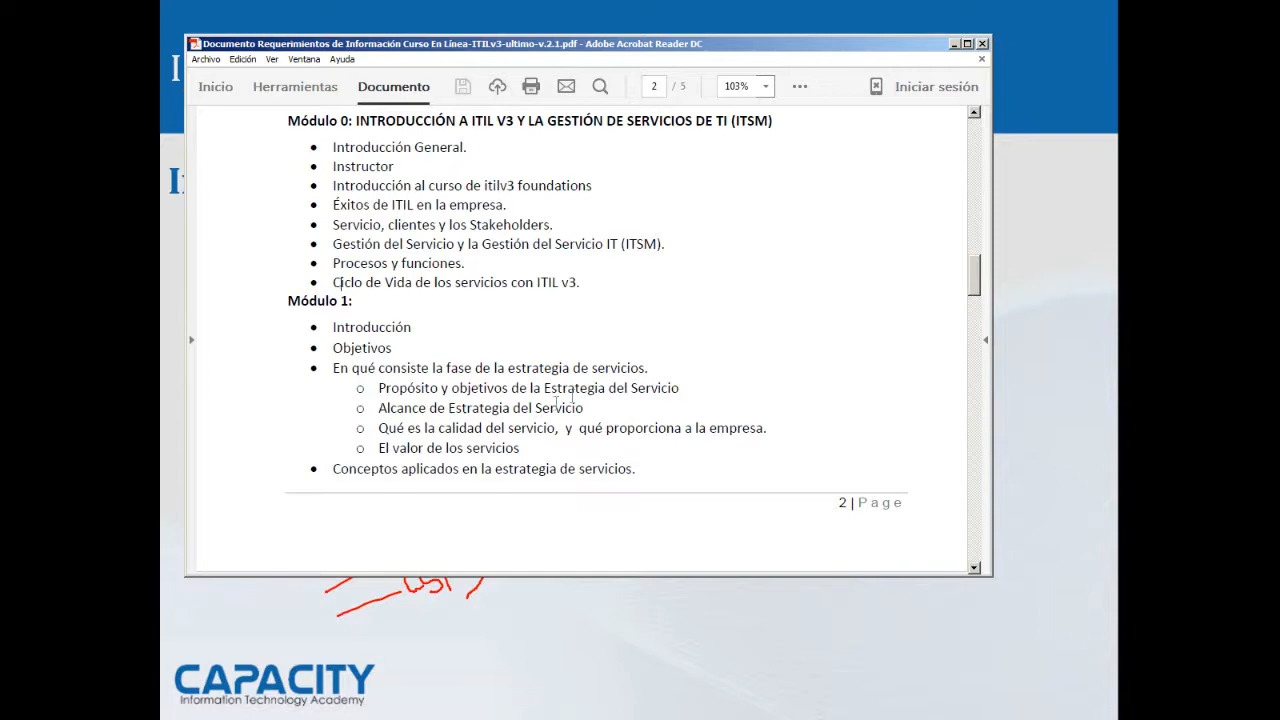 I
Documento Requerimientos de Información Curso En Línea-ITILv3-ultimo-v.2.1.pdf - Adobe Acrobat Reader DC
Archivo Edición Ver Ventana Ayuda
Inicio Herramientas Documento 2 / 5 103% Iniciar sesión
Módulo 0: INTRODUCCIÓN A ITIL V3 Y LA GESTIÓN DE SERVICIOS DE TI (ITSM)
• Introducción General.
• Instructor
• Introducción al curso de itilv3 foundations
• Éxitos de ITIL en la empresa.
• Servicio, clientes y los Stakeholders.
• Gestión del Servicio y la Gestión del Servicio IT (ITSM).
• Procesos y funciones.
• Ciclo de Vida de los servicios con ITIL v3.
Módulo 1:
• Introducción
• Objetivos
• En qué consiste la fase de la estrategia de servicios.
o Propósito y objetivos de la Estrategia del Servicio
o Alcance de Estrategia del Servicio
o Qué es la calidad del servicio, y qué proporciona a la empresa.
o El valor de los servicios
• Conceptos aplicados en la estrategia de servicios.
2 | Page
CAPACITY
Information Technology Academy